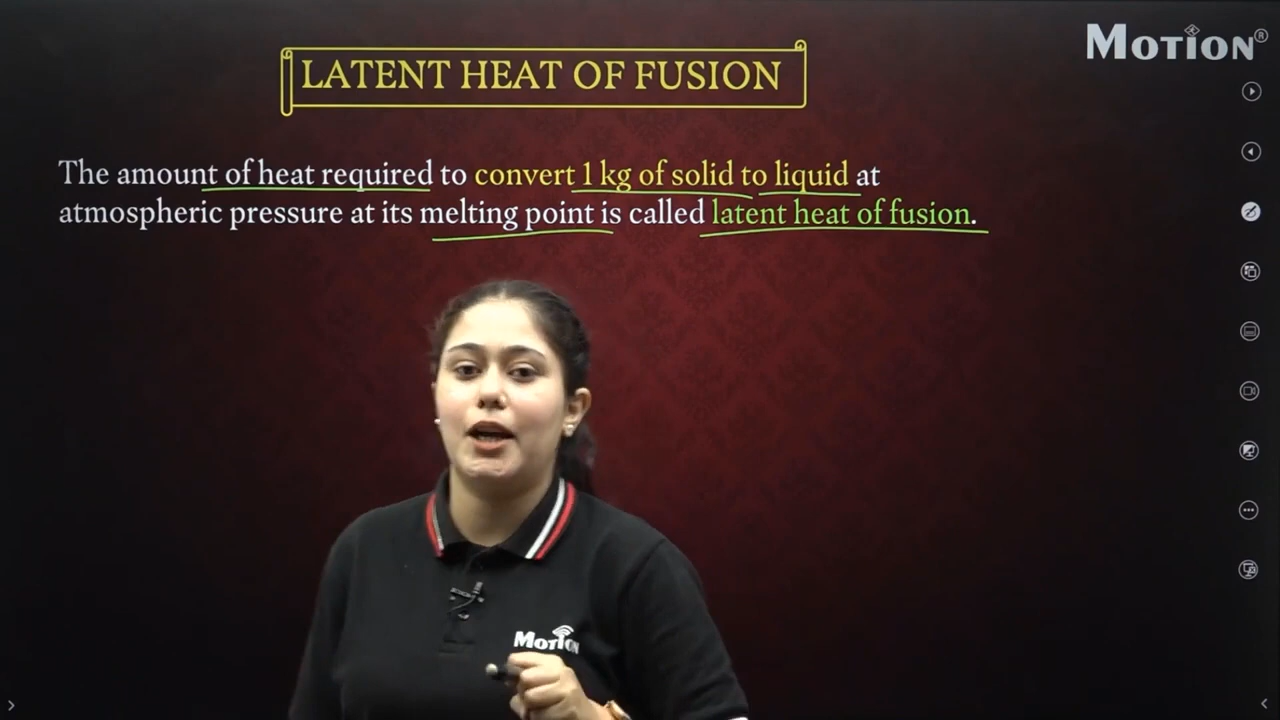 MOTION®
LATENT HEAT OF FUSION
The amount of heat required to convert 1 kg of solid to liquid at
atmospheric pressure at its melting point is called latent heat of fusion.
MOTION